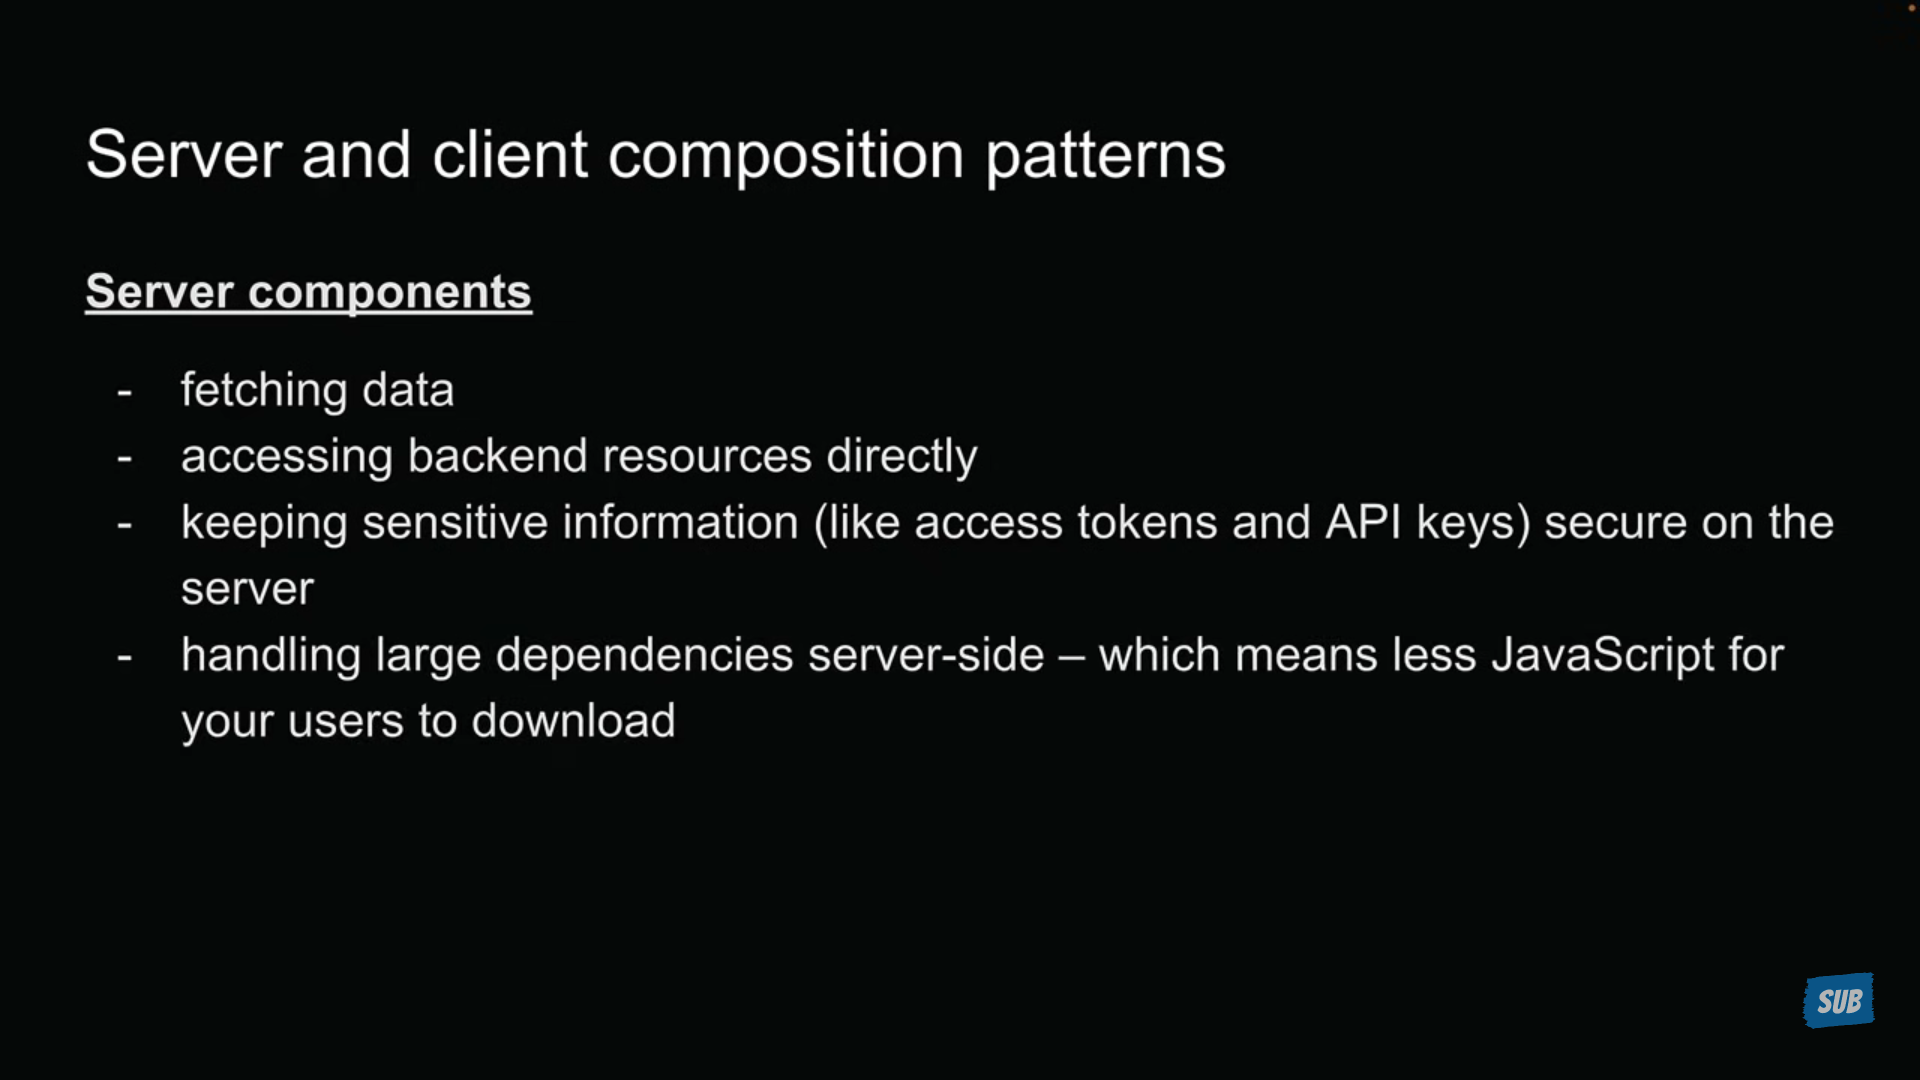 Server and client composition patterns
Server components
- fetching data
- accessing backend resources directly
- keeping sensitive information (like access tokens and API keys) secure on the
server
- handling large dependencies server-side – which means less JavaScript for
your users to download
SUB